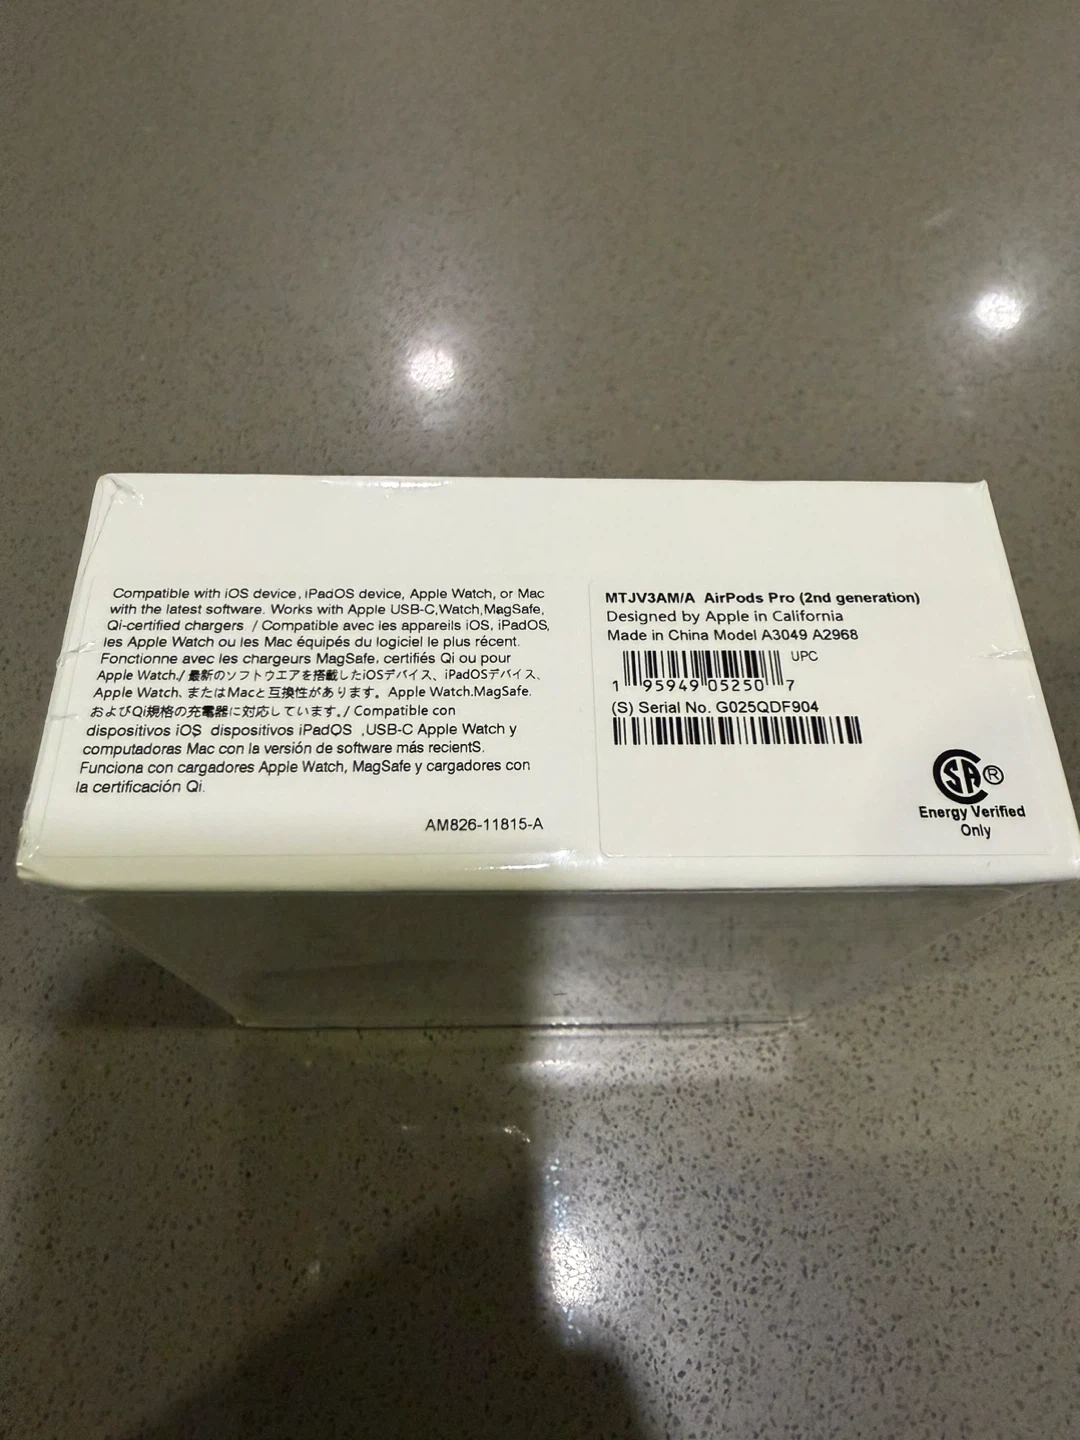 Compatible with iOS device, iPadOS device, Apple Watch, or Mac
with the latest software. Works with Apple USB-C,Watch,MagSafe,
Qi-certified chargers. / Compatible avec les appareils iOS, iPadOS,
les Apple Watch ou les Mac équipés du logiciel le plus récent.
Fonctionne avec les chargeurs MagSafe, certifiés Qi ou pour
Apple Watch./ 最新のソフトウエアを搭載したiOSデバイス、iPadOSデバイス、
Apple Watch、またはMacと互換性があります。Apple Watch.MagSafe.
およびQi規格の充電器に対応しています。/ Compatible con
dispositivos iOS dispositivos iPadOS ,USB-C Apple Watch y
computadoras Mac con la versión de software más recientS.
Funciona con cargadores Apple Watch, MagSafe y cargadores con
la certificación Qi.
AM826-11815-A
MTJV3AM/A AirPods Pro (2nd generation)
Designed by Apple in California
Made in China Model A3049 A2968
UPC
1 95949 05250 7
(S) Serial No. G025QDF904
SA ®
Energy Verified
Only